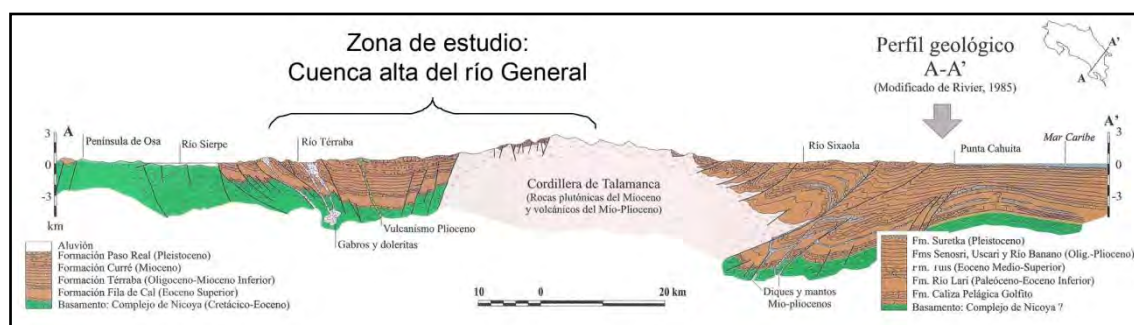 Zona de estudio:
Cuenca alta del río General
Perfil geológico
A-A'
(Modificado de Rivier, 1985)
A'
A
3
A
Península de Osa
Río Sierpe
Río Térraba
Río Sixaola
Punta Cahuita
Mar Caribe
A'
3
0
0
-3
-3
km
km
Cordillera de Talamanca
(Rocas plutónicas del Mioceno
y volcánicos del Mio-Plioceno)
Vulcanismo Plioceno
Gabros y doleritas
Aluvión
Formación Paso Real (Pleistoceno)
Formación Curré (Mioceno)
Formación Térraba (Oligoceno-Mioceno Inferior)
Formación Fila de Cal (Eoceno Superior)
Basamento: Complejo de Nicoya (Cretácico-Eoceno)
10 0 20 km
Diques y mantos
Mio-pliocenos
Fm. Suretka (Pleistoceno)
Fms Senosri, Uscari y Río Banano (Olig.-Plioceno)
(Eoceno Medio-Superior)
Fm. Río Lari (Paleóceno-Eoceno Inferior)
Fm. Caliza Pelágica Golfito
Basamento: Complejo de Nicoya ?